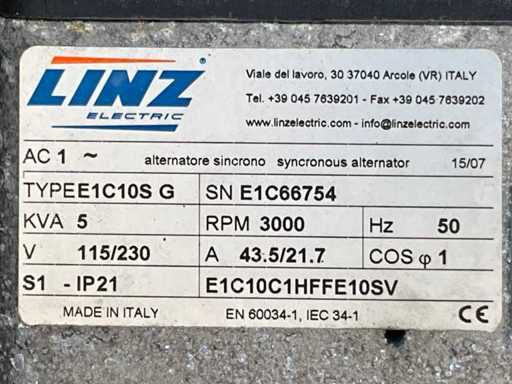 LINZ
ELECTRIC
Viale del lavoro, 30 37040 Arcole (VR) ITALY
Tel. +39 045 7639201 - Fax +39 045 7639202
www.linzelectric.com - info@linzelectric.com
AC 1 ~ alternatore sincrono syncronous alternator 15/07
TYPE E1C10S G SN E1C66754
KVA 5 RPM 3000 Hz 50
V 115/230 A 43.5/21.7 COS φ 1
S1 - IP21 E1C10C1HFFE10SV
MADE IN ITALY EN 60034-1, IEC 34-1 CE